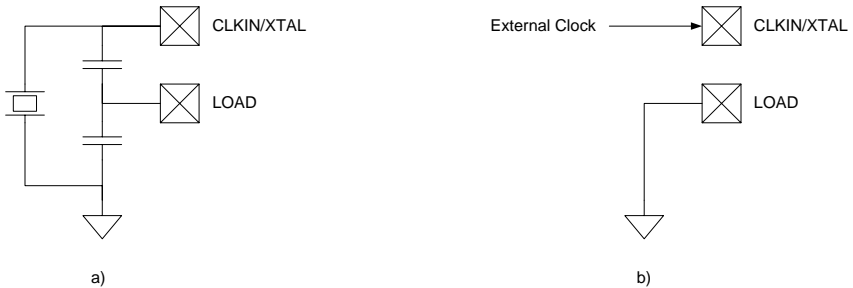 CLKIN/XTAL
LOAD
a)
External Clock
CLKIN/XTAL
LOAD
b)